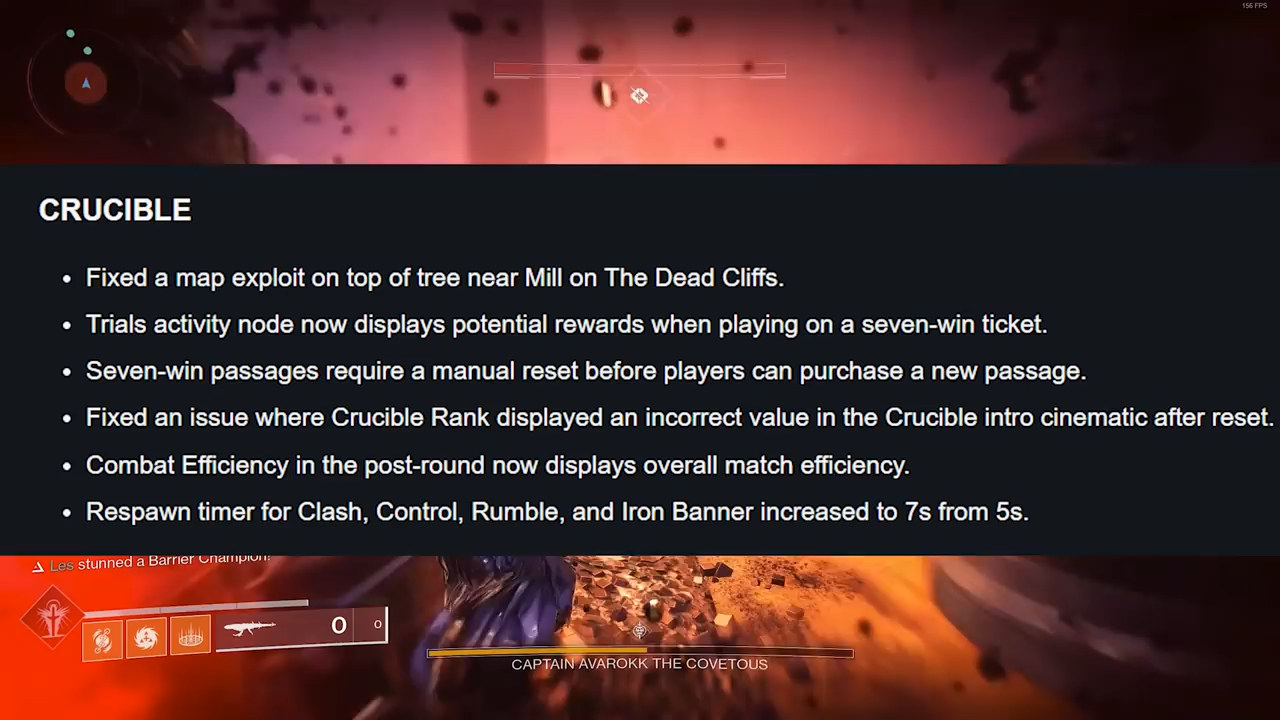 156 FPS
CRUCIBLE
• Fixed a map exploit on top of tree near Mill on The Dead Cliffs.
• Trials activity node now displays potential rewards when playing on a seven-win ticket.
• Seven-win passages require a manual reset before players can purchase a new passage.
• Fixed an issue where Crucible Rank displayed an incorrect value in the Crucible intro cinematic after reset.
• Combat Efficiency in the post-round now displays overall match efficiency.
• Respawn timer for Clash, Control, Rumble, and Iron Banner increased to 7s from 5s.
Les stunned a Barrier Champion!
0 0
CAPTAIN AVAROKK THE COVETOUS